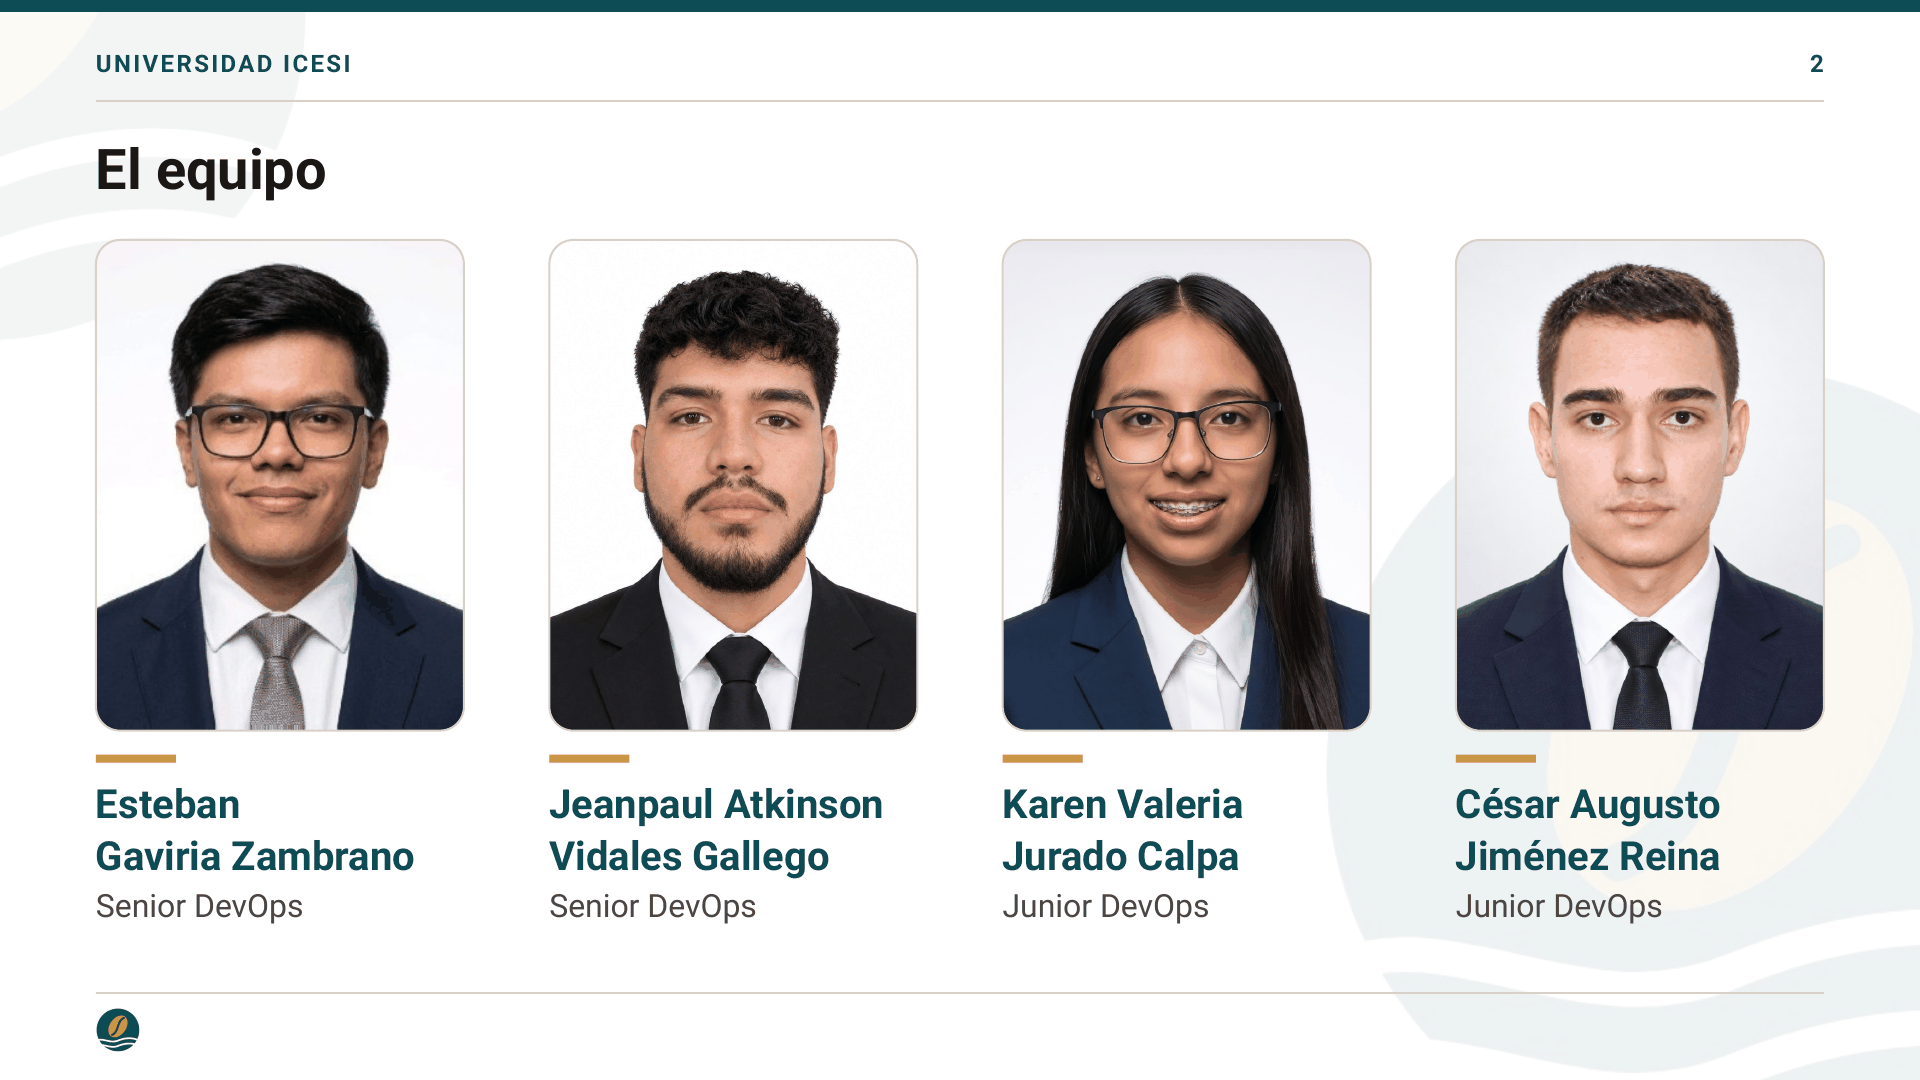 UNIVERSIDAD ICESI
2
El equipo
Esteban
Gaviria Zambrano
Senior DevOps
Jeanpaul Atkinson
Vidales Gallego
Senior DevOps
Karen Valeria
Jurado Calpa
Junior DevOps
César Augusto
Jiménez Reina
Junior DevOps